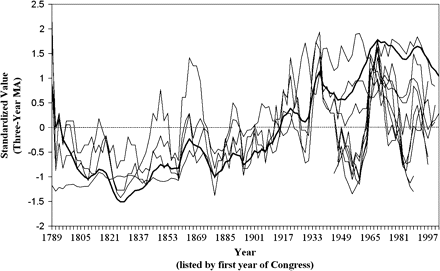 Standardized Value
(Three-Year MA)
2.5
2
1.5
1
0.5
0
-0.5
-1
-1.5
-2
1789 1805 1821 1837 1853 1869 1885 1901 1917 1933 1949 1965 1981 1997
Year
(listed by first year of Congress)